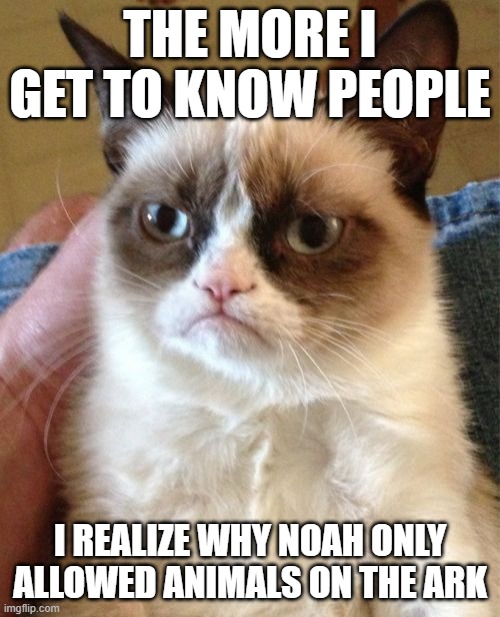 THE MORE I
GET TO KNOW PEOPLE
I REALIZE WHY NOAH ONLY
ALLOWED ANIMALS ON THE ARK
imgflip.com